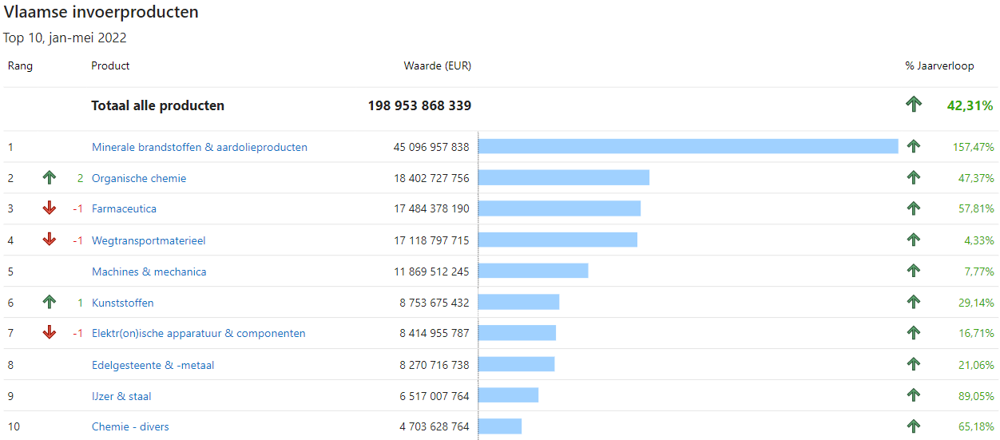 Vlaamse invoerproducten
Top 10, jan-mei 2022
Rang Product Waarde (EUR) % Jaarverloop
Totaal alle producten 198 953 868 339 42,31%
1 Minerale brandstoffen & aardolieproducten 45 096 957 838 157,47%
2 2 Organische chemie 18 402 727 756 47,37%
3 -1 Farmaceutica 17 484 378 190 57,81%
4 -1 Wegtransportmaterieel 17 118 797 715 4,33%
5 Machines & mechanica 11 869 512 245 7,77%
6 1 Kunststoffen 8 753 675 432 29,14%
7 -1 Elektr(on)ische apparatuur & componenten 8 414 955 787 16,71%
8 Edelgesteente & -metaal 8 270 716 738 21,06%
9 IJzer & staal 6 517 007 764 89,05%
10 Chemie - divers 4 703 628 764 65,18%